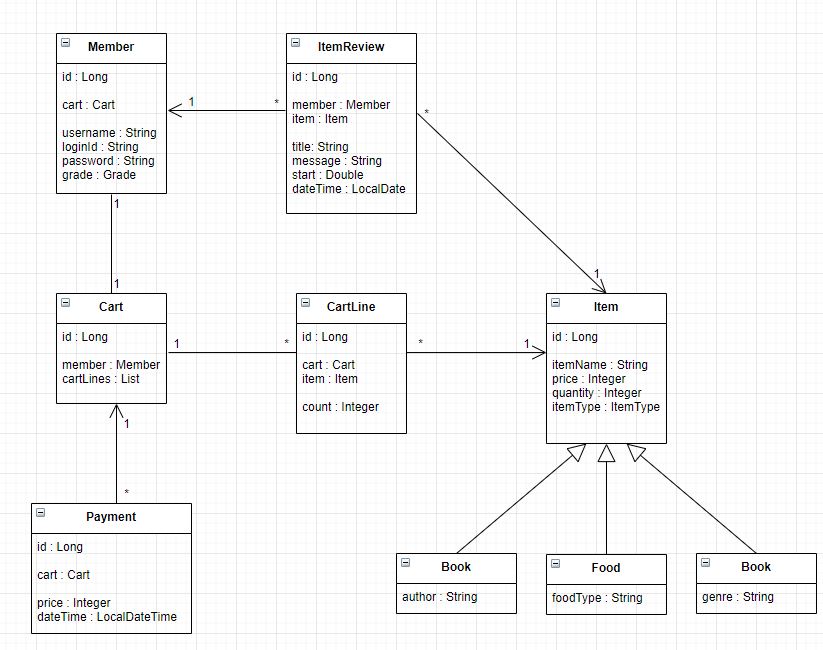 Member
id : Long
cart : Cart
username : String
loginId : String
password : String
grade : Grade
1
*
ItemReview
id : Long
member : Member
item : Item
title: String
message : String
start : Double
dateTime : LocalDate
*
1
1
1
Cart
id : Long
member : Member
cartLines : List
1
*
CartLine
id : Long
cart : Cart
item : Item
count : Integer
*
1
Item
id : Long
itemName : String
price : Integer
quantity : Integer
itemType : ItemType
1
*
Payment
id : Long
cart : Cart
price : Integer
dateTime : LocalDateTime
Book
author : String
Food
foodType : String
Book
genre : String